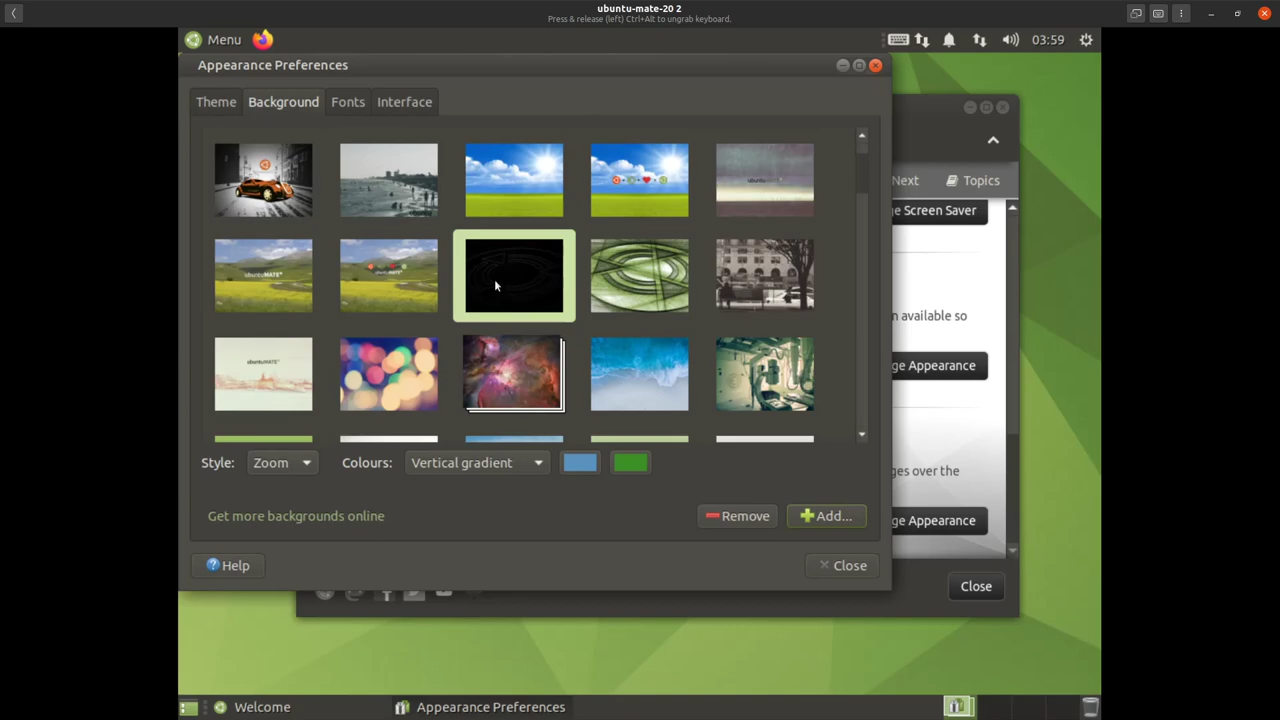 ubuntu-mate-20 2
Press & release (left) Ctrl+Alt to ungrab keyboard.
Menu
03:59
Appearance Preferences
Theme
Background
Fonts
Interface
Next
Topics
ge Screen Saver
n available so
ge Appearance
ges over the
ge Appearance
Style:
Zoom
Colours:
Vertical gradient
Get more backgrounds online
Remove
Add...
Help
Close
Close
Welcome
Appearance Preferences